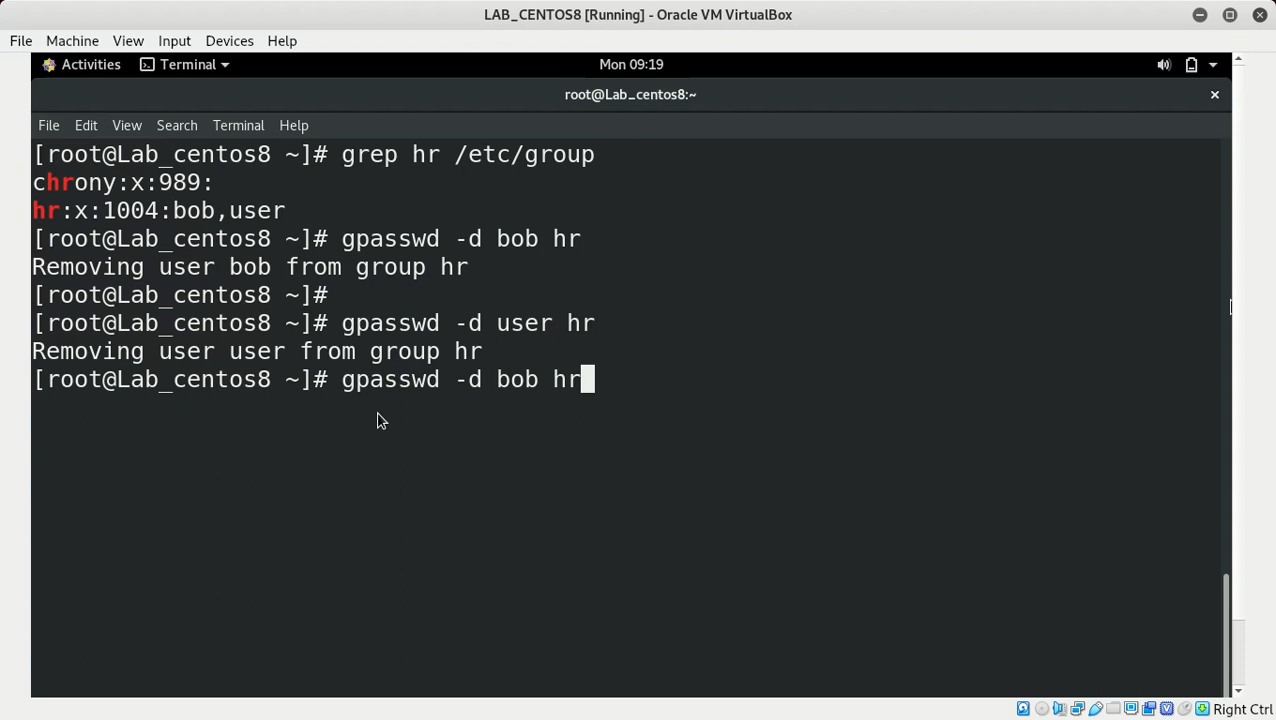 LAB_CENTOS8 [Running] - Oracle VM VirtualBox
File Machine View Input Devices Help
Activities Terminal Mon 09:19
root@Lab_centos8:~
File Edit View Search Terminal Help
[root@Lab_centos8 ~]# grep hr /etc/group
chrony:x:989:
hr:x:1004:bob,user
[root@Lab_centos8 ~]# gpasswd -d bob hr
Removing user bob from group hr
[root@Lab_centos8 ~]#
[root@Lab_centos8 ~]# gpasswd -d user hr
Removing user user from group hr
[root@Lab_centos8 ~]# gpasswd -d bob hr
Right Ctrl